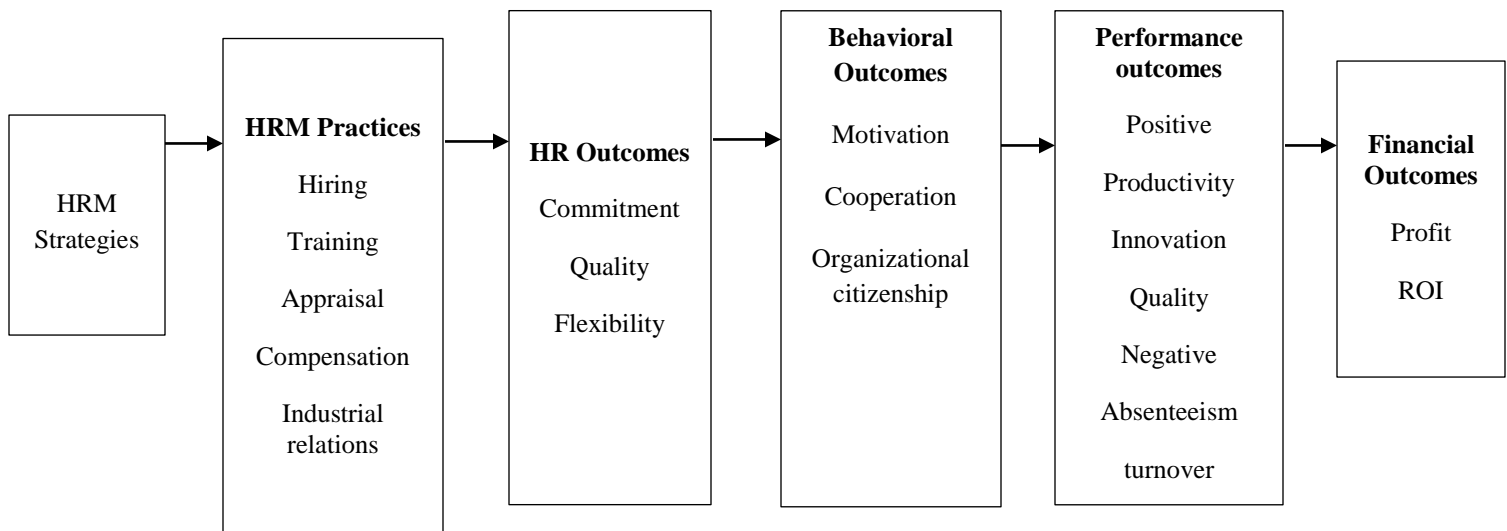 HRM
Strategies
HRM Practices
Hiring
Training
Appraisal
Compensation
Industrial
relations
HR Outcomes
Commitment
Quality
Flexibility
Behavioral
Outcomes
Motivation
Cooperation
Organizational
citizenship
Performance
outcomes
Positive
Productivity
Innovation
Quality
Negative
Absenteeism
turnover
Financial
Outcomes
Profit
ROI